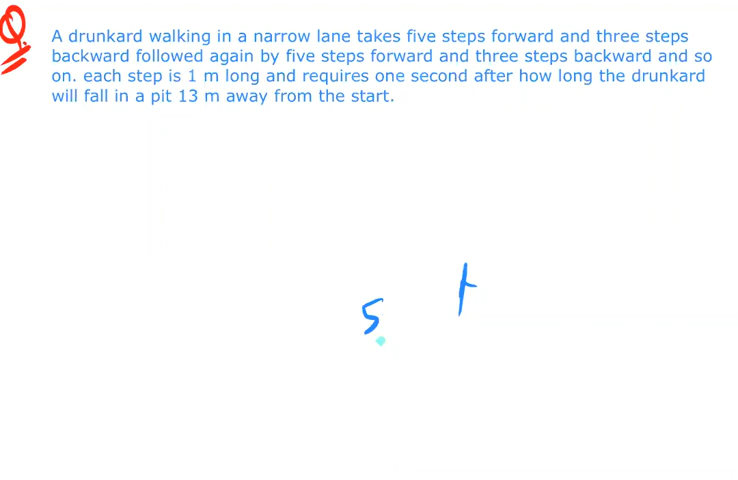 Q.
A drunkard walking in a narrow lane takes five steps forward and three steps
backward followed again by five steps forward and three steps backward and so
on. each step is 1 m long and requires one second after how long the drunkard
will fall in a pit 13 m away from the start.
5 t